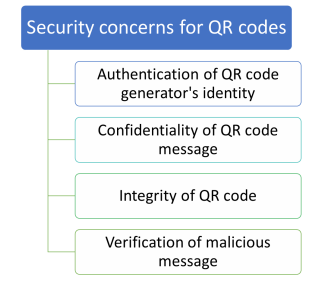 Security concerns for QR codes
Authentication of QR code
generator's identity
Confidentiality of QR code
message
Integrity of QR code
Verification of malicious
message